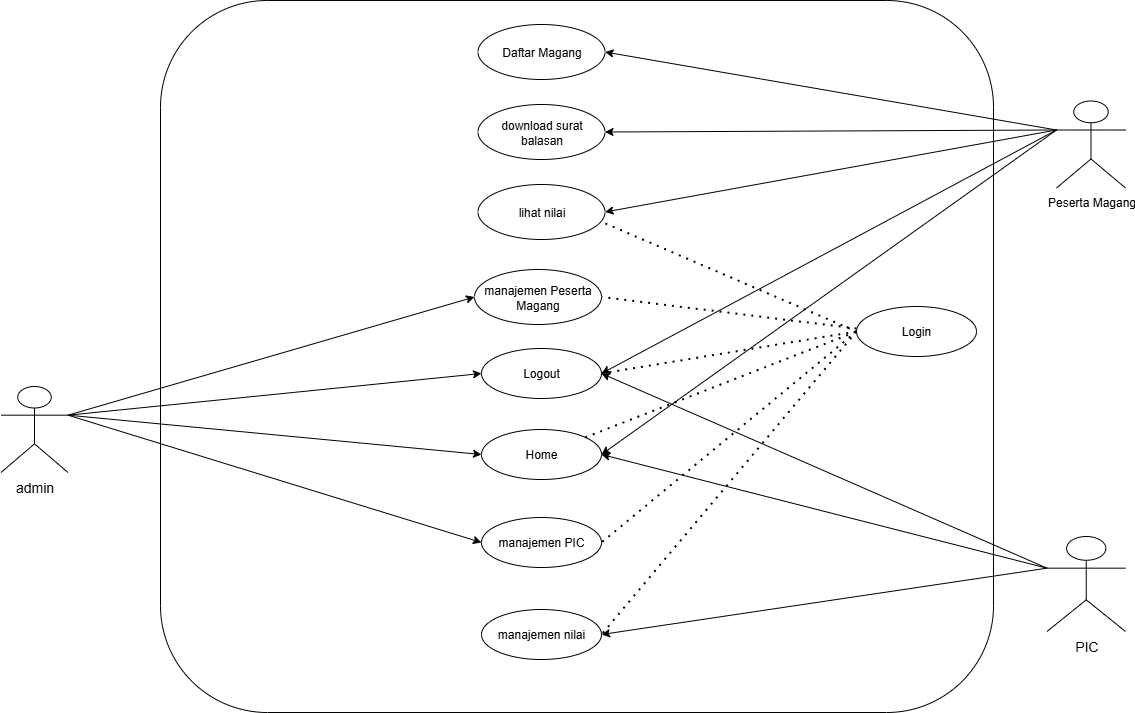 Daftar Magang
download surat
balasan
Peserta Magang
lihat nilai
manajemen Peserta
Magang
Login
Logout
Home
admin
manajemen PIC
manajemen nilai
PIC